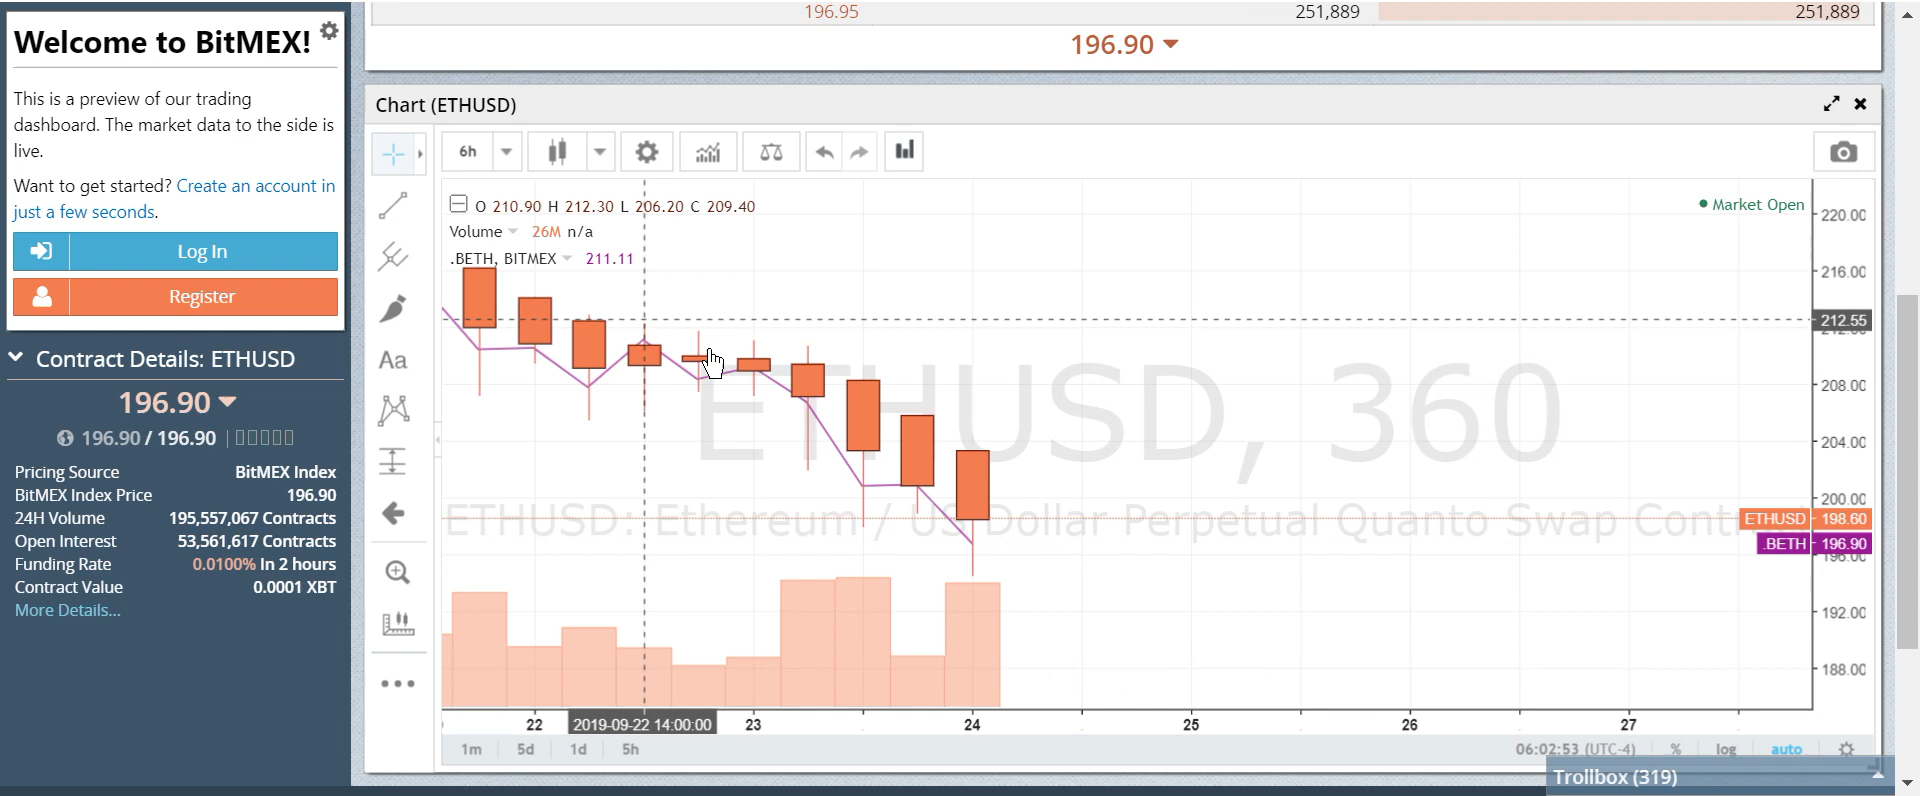 Welcome to BitMEX!
This is a preview of our trading
dashboard. The market data to the side is
live.
Want to get started? Create an account in
just a few seconds.
Log In
Register
Contract Details: ETHUSD
196.90
196.90 / 196.90
Pricing Source BitMEX Index
BitMEX Index Price 196.90
24H Volume 195,557,067 Contracts
Open Interest 53,561,617 Contracts
Funding Rate 0.0100% In 2 hours
Contract Value 0.0001 XBT
More Details...
196.95 251,889 251,889
196.90
Chart (ETHUSD)
6h
O 210.90 H 212.30 L 206.20 C 209.40
Volume 26M n/a
.BETH, BITMEX 211.11
Market Open
Aa
ETHUSD, 360
ETHUSD: Ethereum / US Dollar Perpetual Quanto Swap Contr
220.00
216.00
212.55
208.00
204.00
200.00
ETHUSD 198.60
.BETH 196.90
196.00
192.00
188.00
22 2019-09-22 14:00:00 23 24 25 26 27
1m 5d 1d 5h 06:02:53 (UTC-4) % log auto
Trollbox (319)